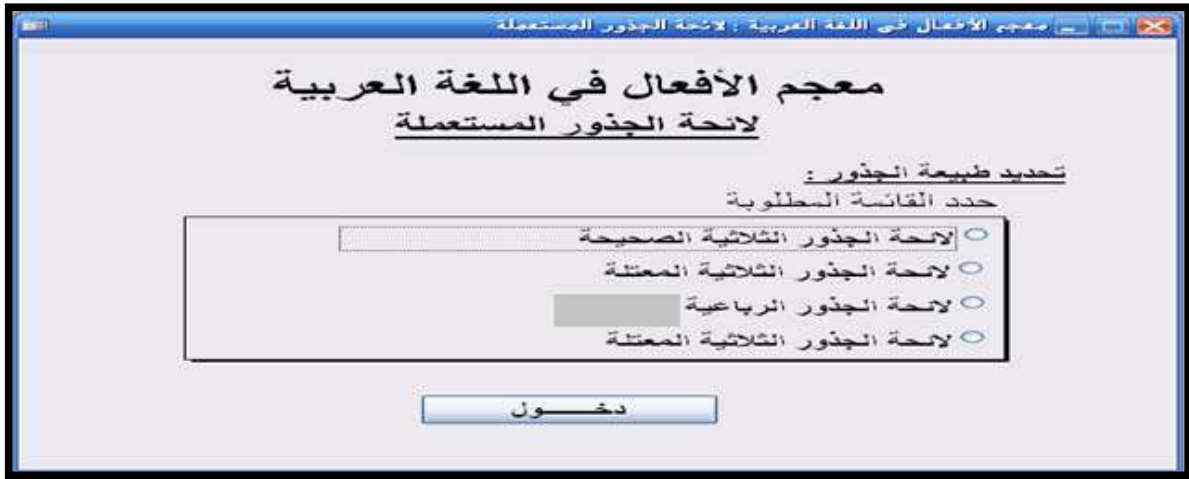 معجم الأفعال في اللغة العربية : لائحة الجذور المستعملة
معجم الأفعال في اللغة العربية
لائحة الجذور المستعملة
تحديد طبيعة الجذور :
حدد القائمة المطلوبة
لائحة الجذور الثلاثية الصحيحة
لائحة الجذور الثلاثية المعتلة
لائحة الجذور الرباعية
لائحة الجذور الثلاثية المعتلة
دخـــــول